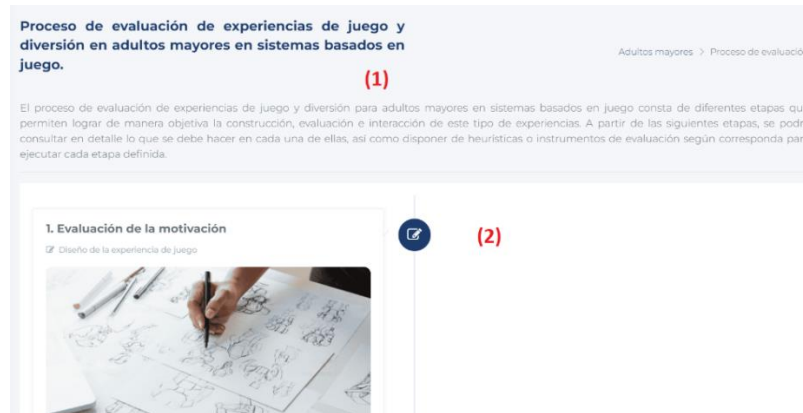 Proceso de evaluación de experiencias de juego y
diversión en adultos mayores en sistemas basados en
juego.
Adultos mayores > Proceso de evaluació
(1)
El proceso de evaluación de experiencias de juego y diversión para adultos mayores en sistemas basados en juego consta de diferentes etapas qu
permiten lograr de manera objetiva la construcción, evaluación e interacción de este tipo de experiencias. A partir de las siguientes etapas, se podr
consultar en detalle lo que se debe hacer en cada una de ellas, así como disponer de heurísticas o instrumentos de evaluación según corresponda par
ejecutar cada etapa definida.
1. Evaluación de la motivación
Diseño de la experiencia de juego
(2)